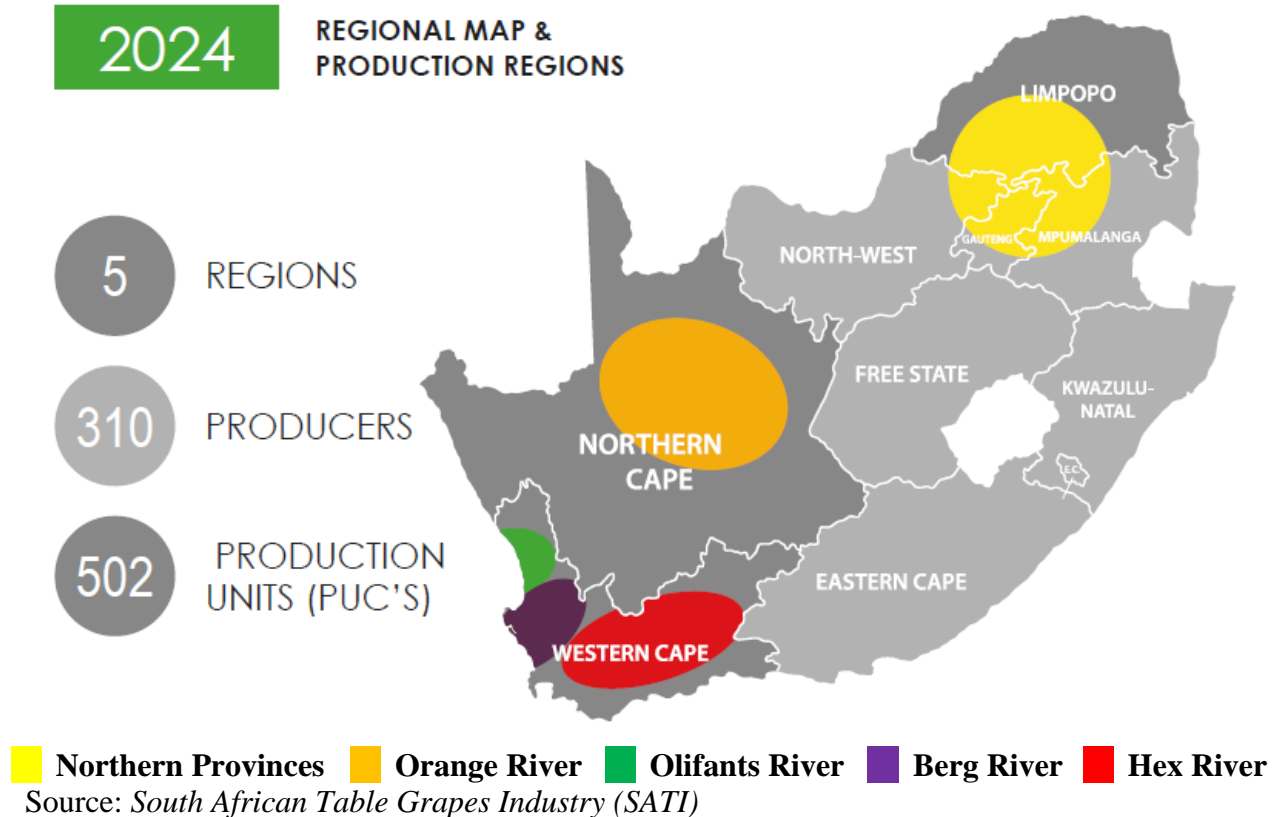 2024
REGIONAL MAP &
PRODUCTION REGIONS
5
REGIONS
310
PRODUCERS
502
PRODUCTION
UNITS (PUC'S)
LIMPOPO
GAUTENG
MPUMALANGA
NORTH-WEST
FREE STATE
KWAZULU-
NATAL
NORTHERN
CAPE
E.C.
EASTERN CAPE
WESTERN CAPE
Northern Provinces Orange River Olifants River Berg River Hex River
Source: South African Table Grapes Industry (SATI)